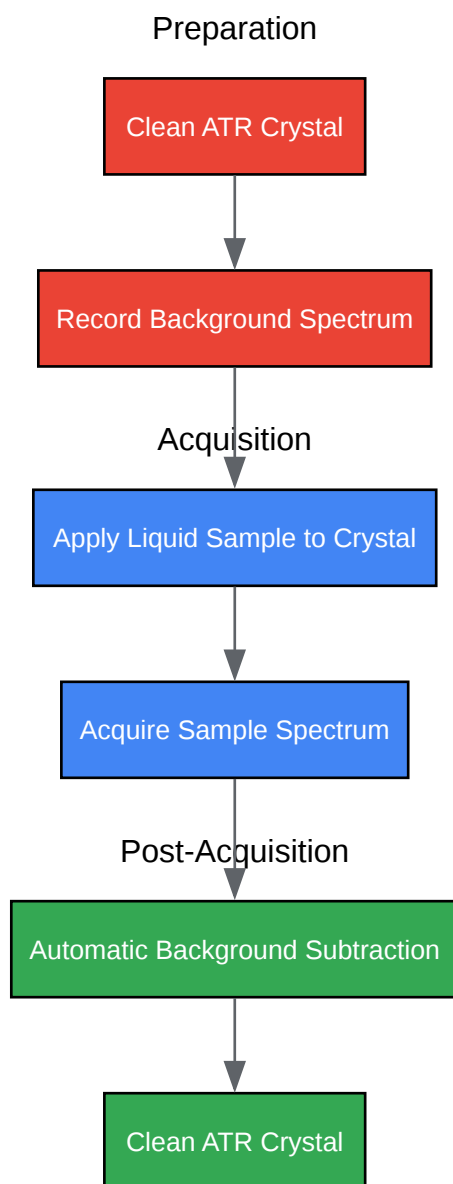 Preparation
Clean ATR Crystal
Record Background Spectrum
Acquisition
Apply Liquid Sample to Crystal
Acquire Sample Spectrum
Post-Acquisition
Automatic Background Subtraction
Clean ATR Crystal